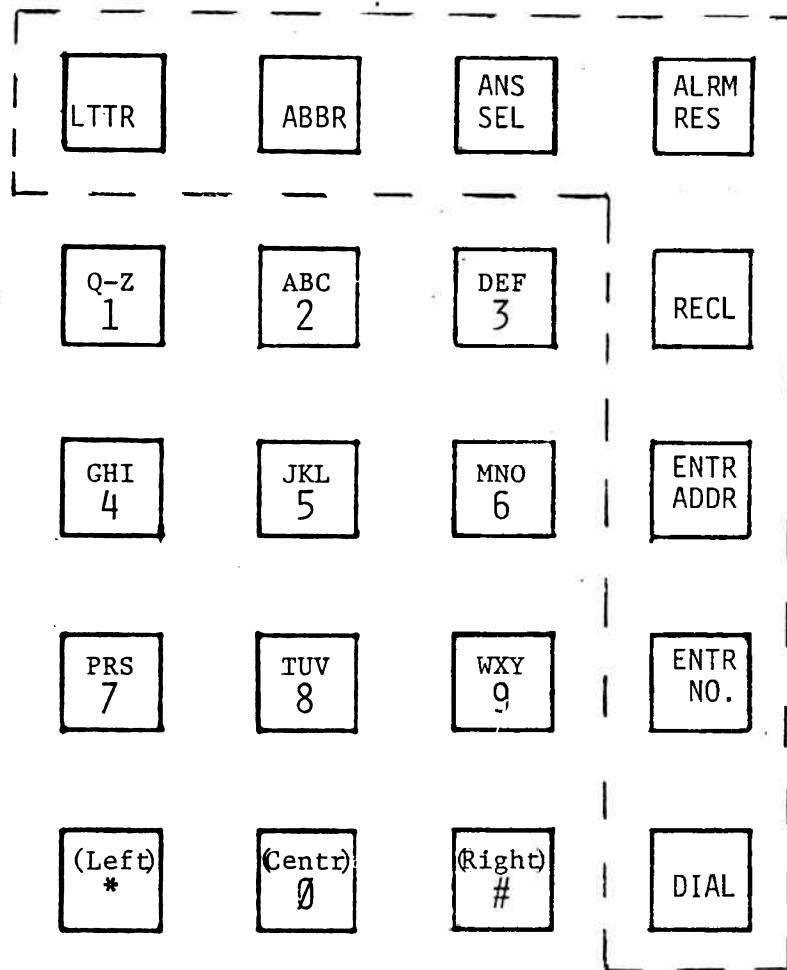 LTTR
ABBR
ANS
SEL
ALRM
RES
Q-Z
1
ABC
2
DEF
3
RECL
GHI
4
JKL
5
MNO
6
ENTR
ADDR
PRS
7
TUV
8
WXY
9
ENTR
NO.
(Left)
*
(Centr)
Ø
(Right)
#
DIAL